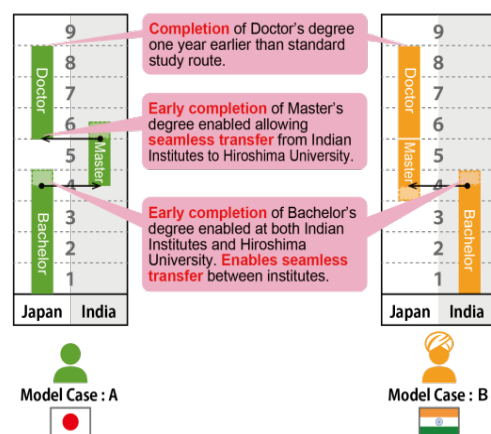 9
8
7
6
5
4
3
2
1
Doctor
Master
Bachelor
Japan
India
Model Case : A
Completion of Doctor's degree
one year earlier than standard
study route.
Early completion of Master's
degree enabled allowing
seamless transfer from Indian
Institutes to Hiroshima University.
Early completion of Bachelor's
degree enabled at both Indian
Institutes and Hiroshima
University. Enables seamless
transfer between institutes.
9
8
7
6
5
4
3
2
1
Doctor
Master
Bachelor
Japan
India
Model Case : B